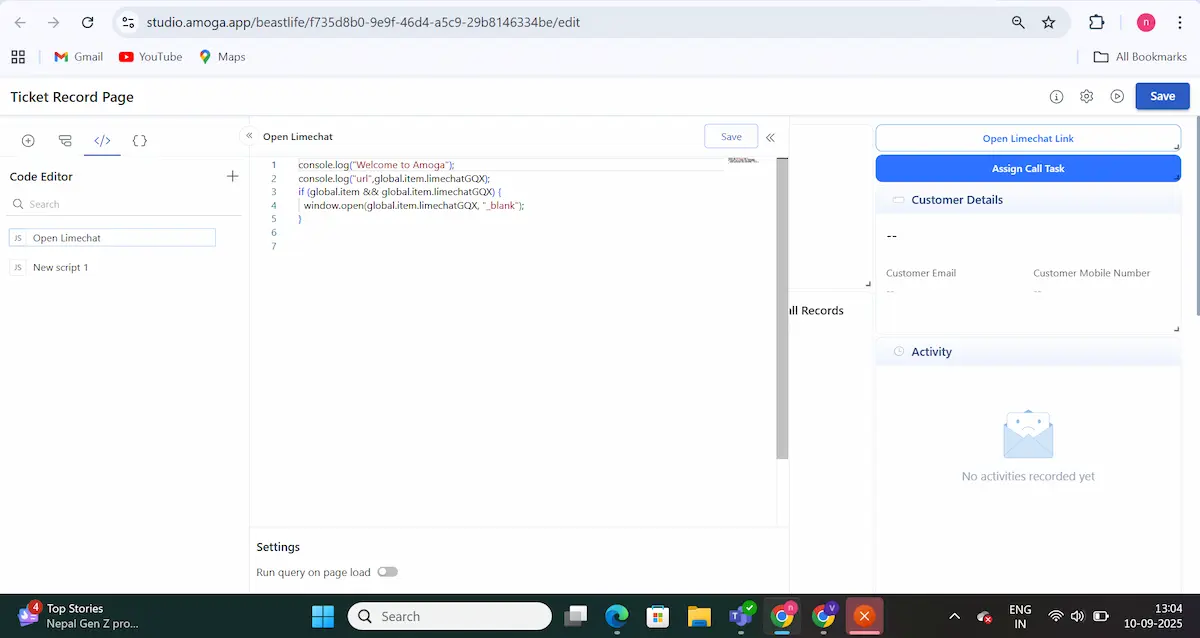 studio.amoga.app/beastlife/f735d8b0-9e9f-46d4-a5c9-29b8146334be/edit
n
Gmail
YouTube
Maps
All Bookmarks
Ticket Record Page
Save
Open Limechat
Save
Code Editor
Search
JS Open Limechat
JS New script 1
1 console.log("Welcome to Amoga");
2 console.log("url",global.item.limechatGQX);
3 if (global.item && global.item.limechatGQX) {
4 window.open(global.item.limechatGQX, "_blank");
5 }
6
7
Settings
Run query on page load
Open Limechat Link
Assign Call Task
Customer Details
--
Customer Email
Customer Mobile Number
--
--
all Records
Activity
No activities recorded yet
4
Top Stories
Nepal Gen Z pro...
Search
n
V
ENG
IN
13:04
10-09-2025